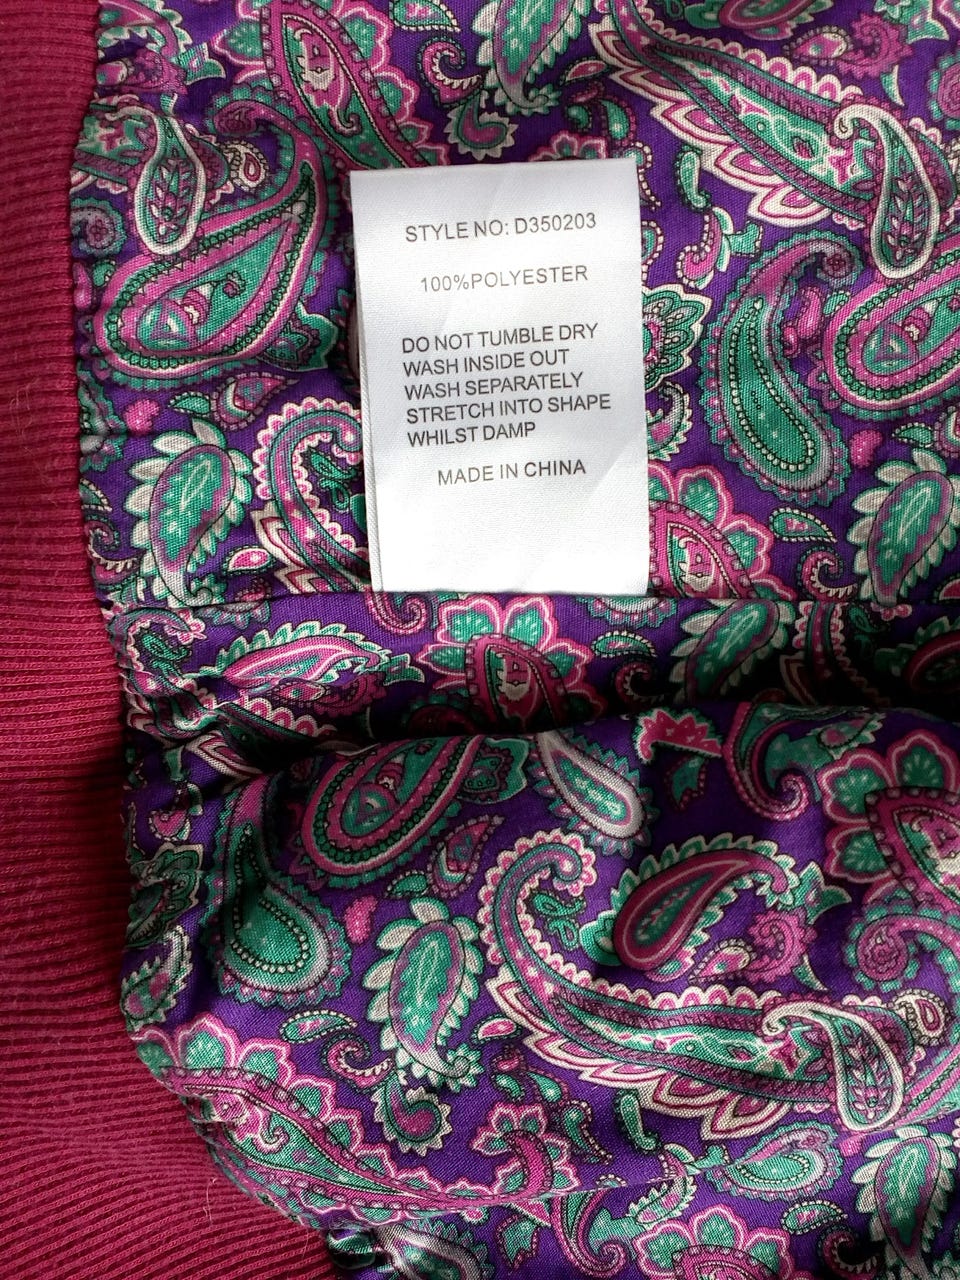 STYLE NO: D350203
100%POLYESTER
DO NOT TUMBLE DRY
WASH INSIDE OUT
WASH SEPARATELY
STRETCH INTO SHAPE
WHILST DAMP
MADE IN CHINA